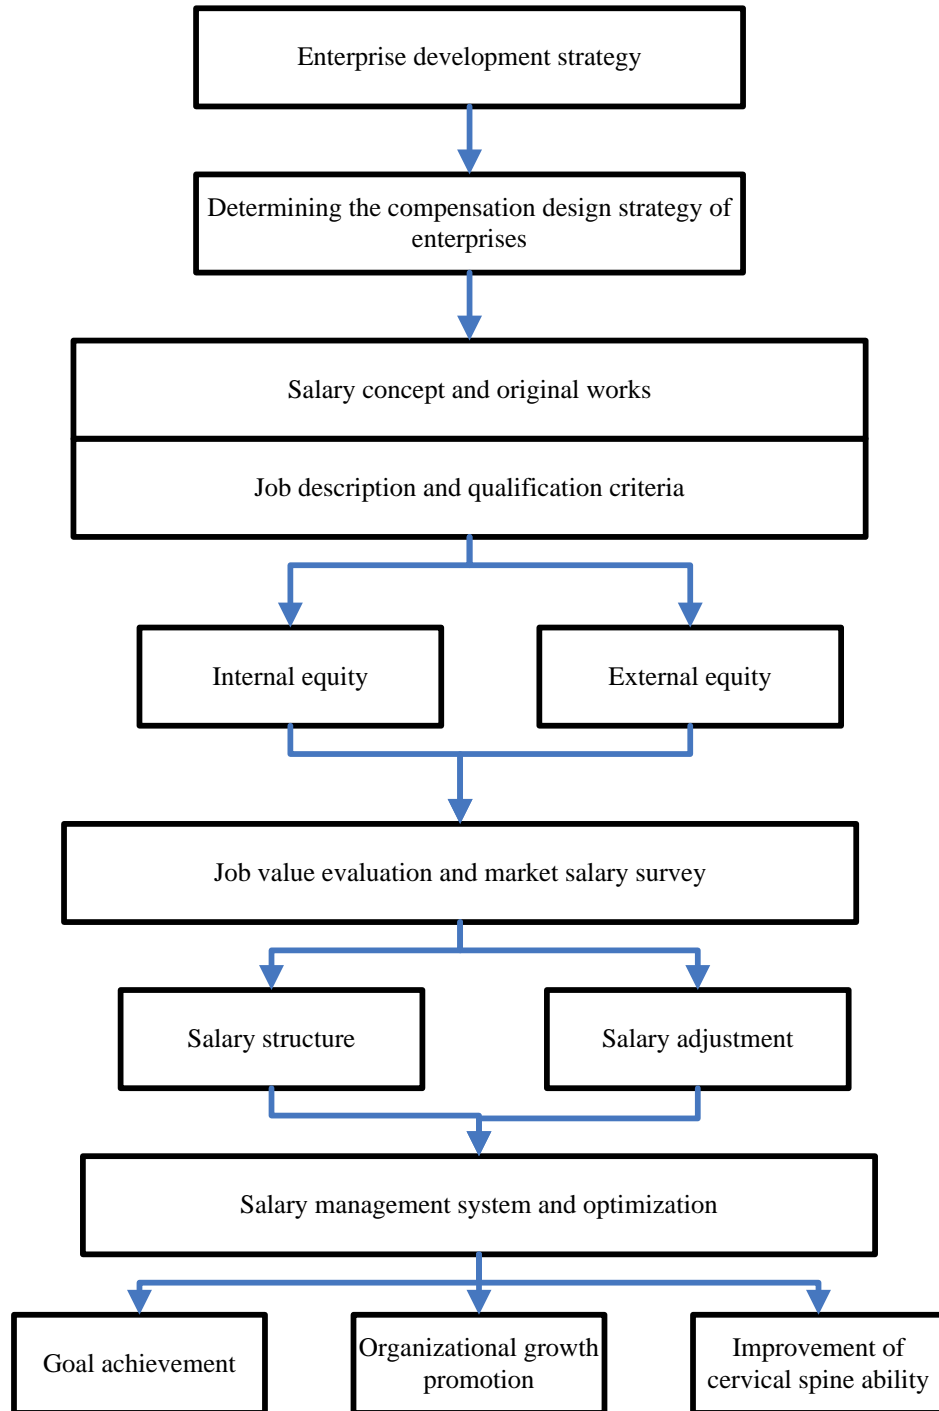 Enterprise development strategy
Determining the compensation design strategy of
enterprises
Salary concept and original works
Job description and qualification criteria
Internal equity
External equity
Job value evaluation and market salary survey
Salary structure
Salary adjustment
Salary management system and optimization
Goal achievement
Organizational growth
promotion
Improvement of
cervical spine ability